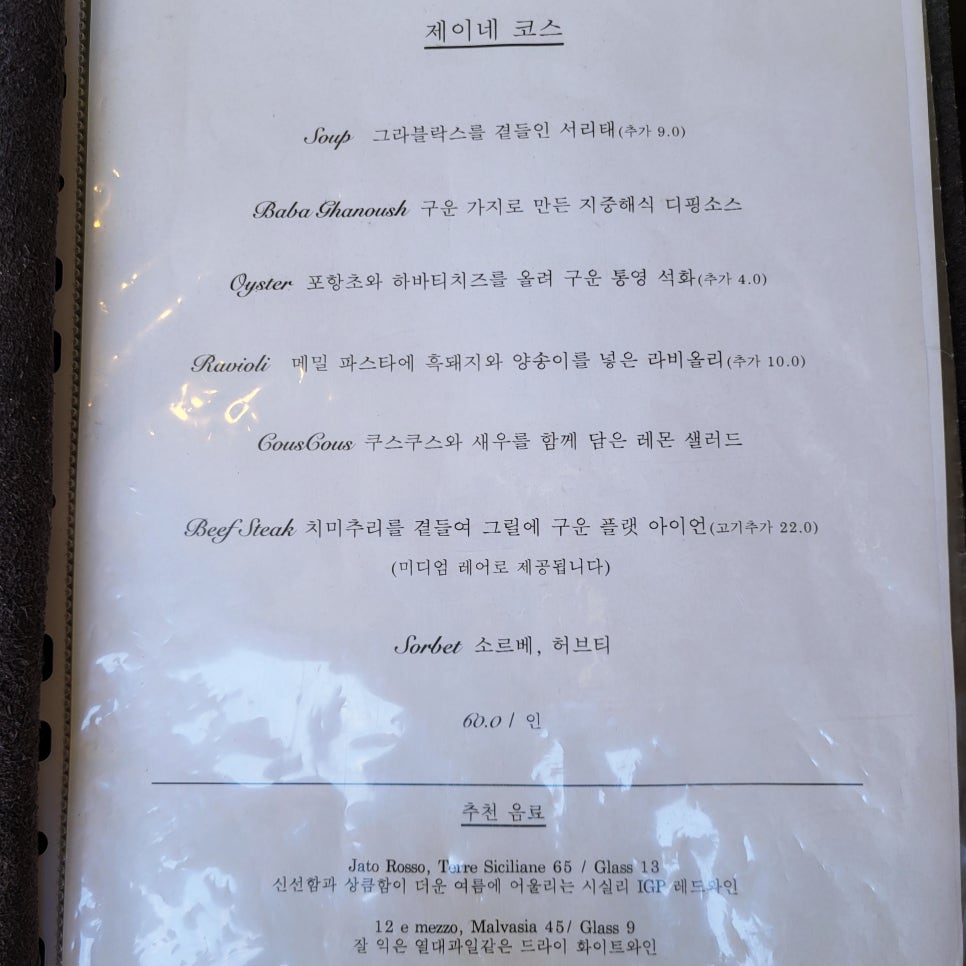 제이네 코스
Soup 그라블락스를 곁들인 서리태(추가 9.0)
Baba Ghanoush 구운 가지로 만든 지중해식 디핑소스
Oyster 포항초와 하바티치즈를 올려 구운 통영 석화(추가 4.0)
Ravioli 메밀 파스타에 흑돼지와 양송이를 넣은 라비올리(추가 10.0)
CousCous 쿠스쿠스와 새우를 함께 담은 레몬 샐러드
Beef Steak 치미추리를 곁들여 그릴에 구운 플랫 아이언(고기추가 22.0)
(미디엄 레어로 제공됩니다)
Sorbet 소르베, 허브티
60.0 / 인
추천 음료
Jato Rosso, Terre Siciliane 65 / Glass 13
신선함과 상큼함이 더운 여름에 어울리는 시실리 IGP 레드와인
12 e mezzo, Malvasia 45/ Glass 9
잘 익은 열대과일같은 드라이 화이트와인